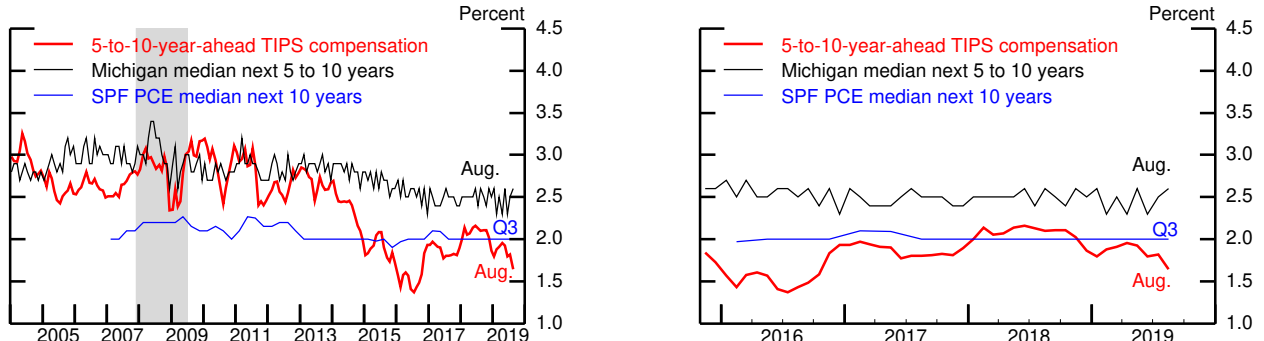 Percent
4.5
5-to-10-year-ahead TIPS compensation
4.0
Michigan median next 5 to 10 years
SPF PCE median next 10 years
3.5
3.0
Aug.
2.5
Q3
2.0
Aug.
1.5
1.0
2005 2007 2009 2011 2013 2015 2017 2019
Percent
4.5
5-to-10-year-ahead TIPS compensation
4.0
Michigan median next 5 to 10 years
SPF PCE median next 10 years
3.5
3.0
Aug.
2.5
Q3
2.0
Aug.
1.5
1.0
2016 2017 2018 2019